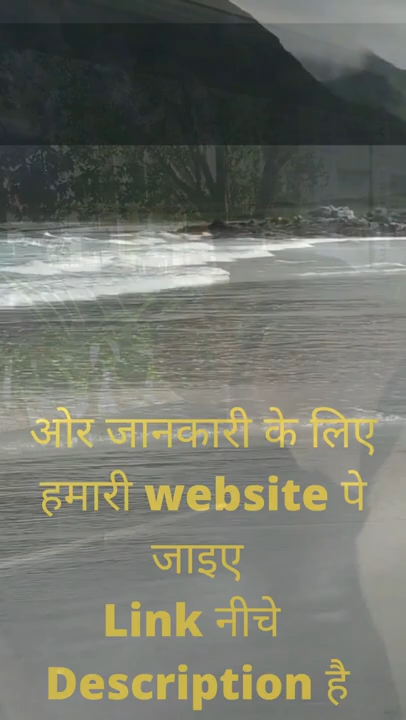 ओर जानकारी के लिए
हमारी website पे
जाइए
Link नीचे
Description है